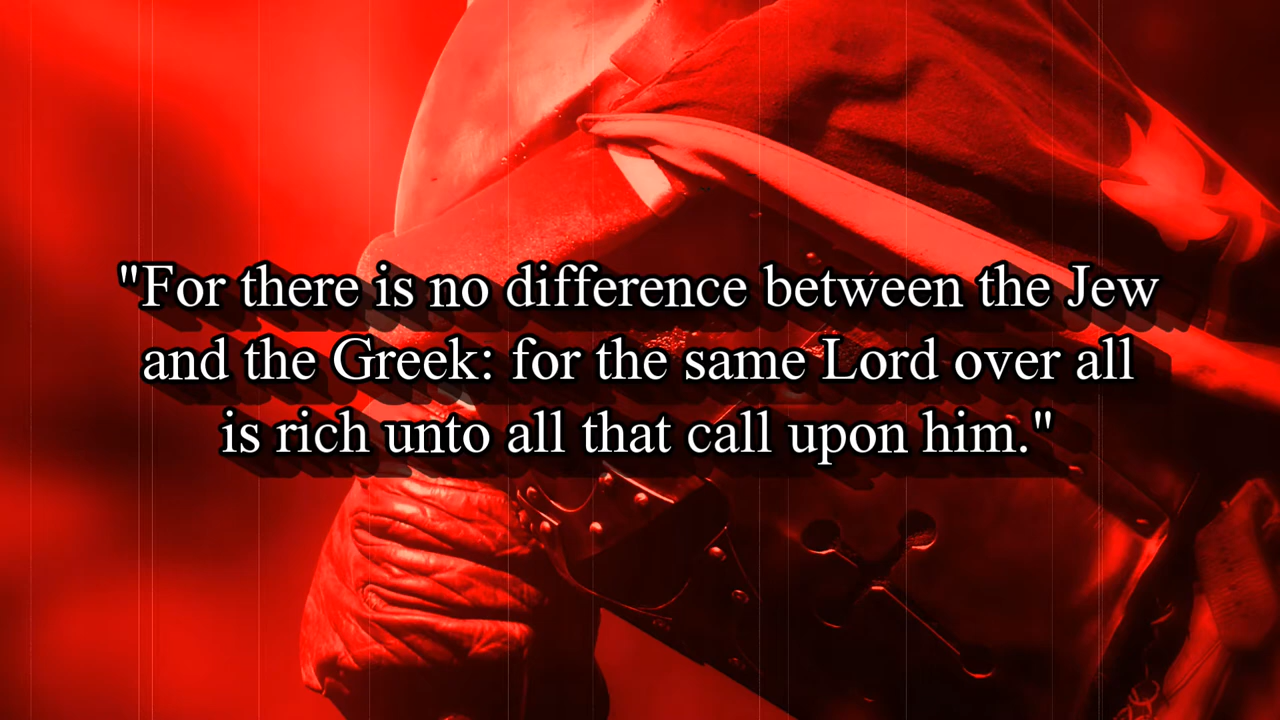 "For there is no difference between the Jew
and the Greek: for the same Lord over all
is rich unto all that call upon him."